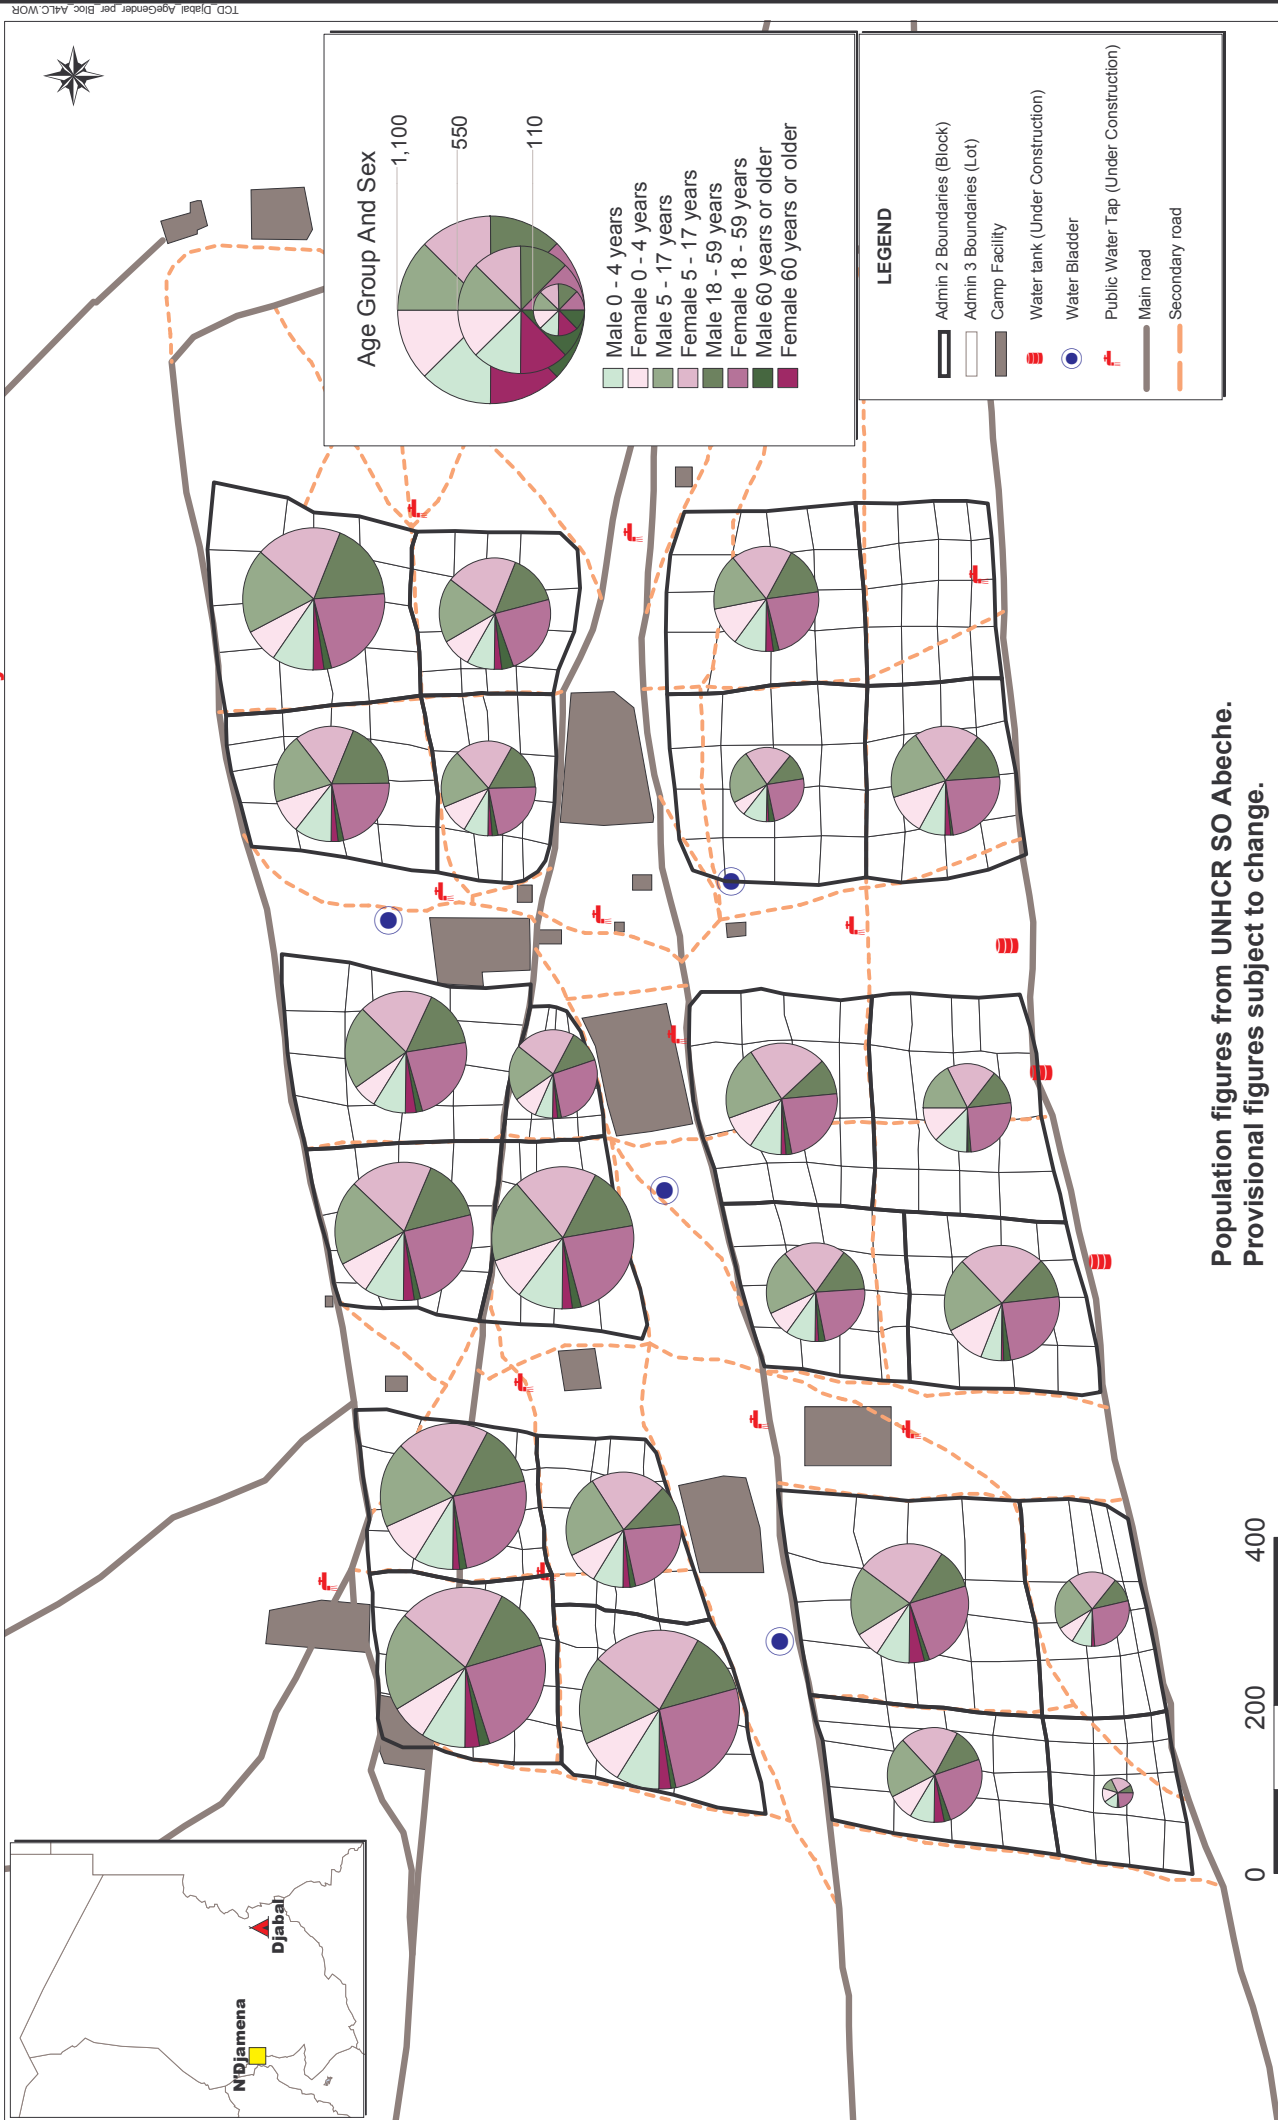 TCD_Djabal_AgeGender_per_Bloc_A4LC.WOR
Age Group And Sex
1,100
550
110
Male 0 - 4 years
Female 0 - 4 years
Male 5 - 17 years
Female 5 - 17 years
Male 18 - 59 years
Female 18 - 59 years
Male 60 years or older
Female 60 years or older
LEGEND
Admin 2 Boundaries (Block)
Admin 3 Boundaries (Lot)
Camp Facility
Water tank (Under Construction)
Water Bladder
Public Water Tap (Under Construction)
Main road
Secondary road
N'Djamena
Djabal
Population figures from UNHCR SO Abeche.
Provisional figures subject to change.
0
200
400